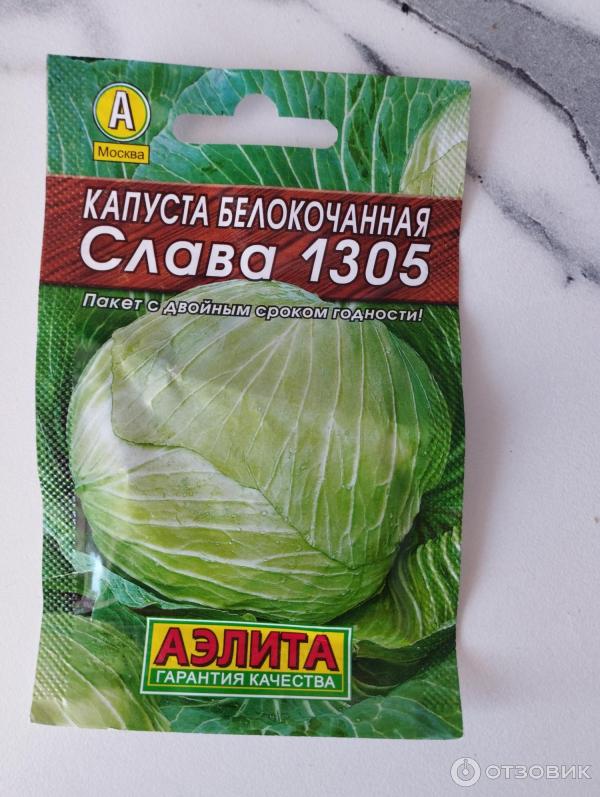 А
Москва
КАПУСТА БЕЛОКОЧАННАЯ
Слава 1305
Пакет с двойным сроком годности!
АЭЛИТА
ГАРАНТИЯ КАЧЕСТВА
ОТЗОВИК